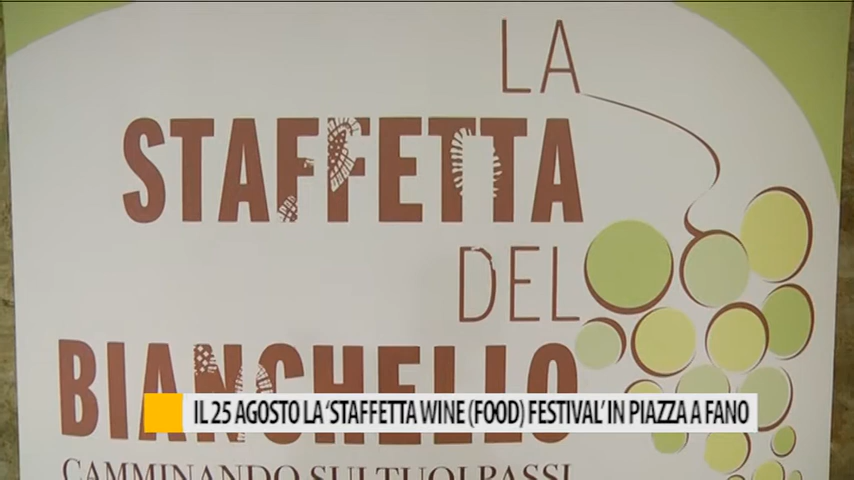 LA
STAFFETTA
DEL
BIANCHELLO
IL 25 AGOSTO LA ‘STAFFETTA WINE (FOOD) FESTIVAL’ IN PIAZZA A FANO
CAMMINANDO SUI TUOI PASSI